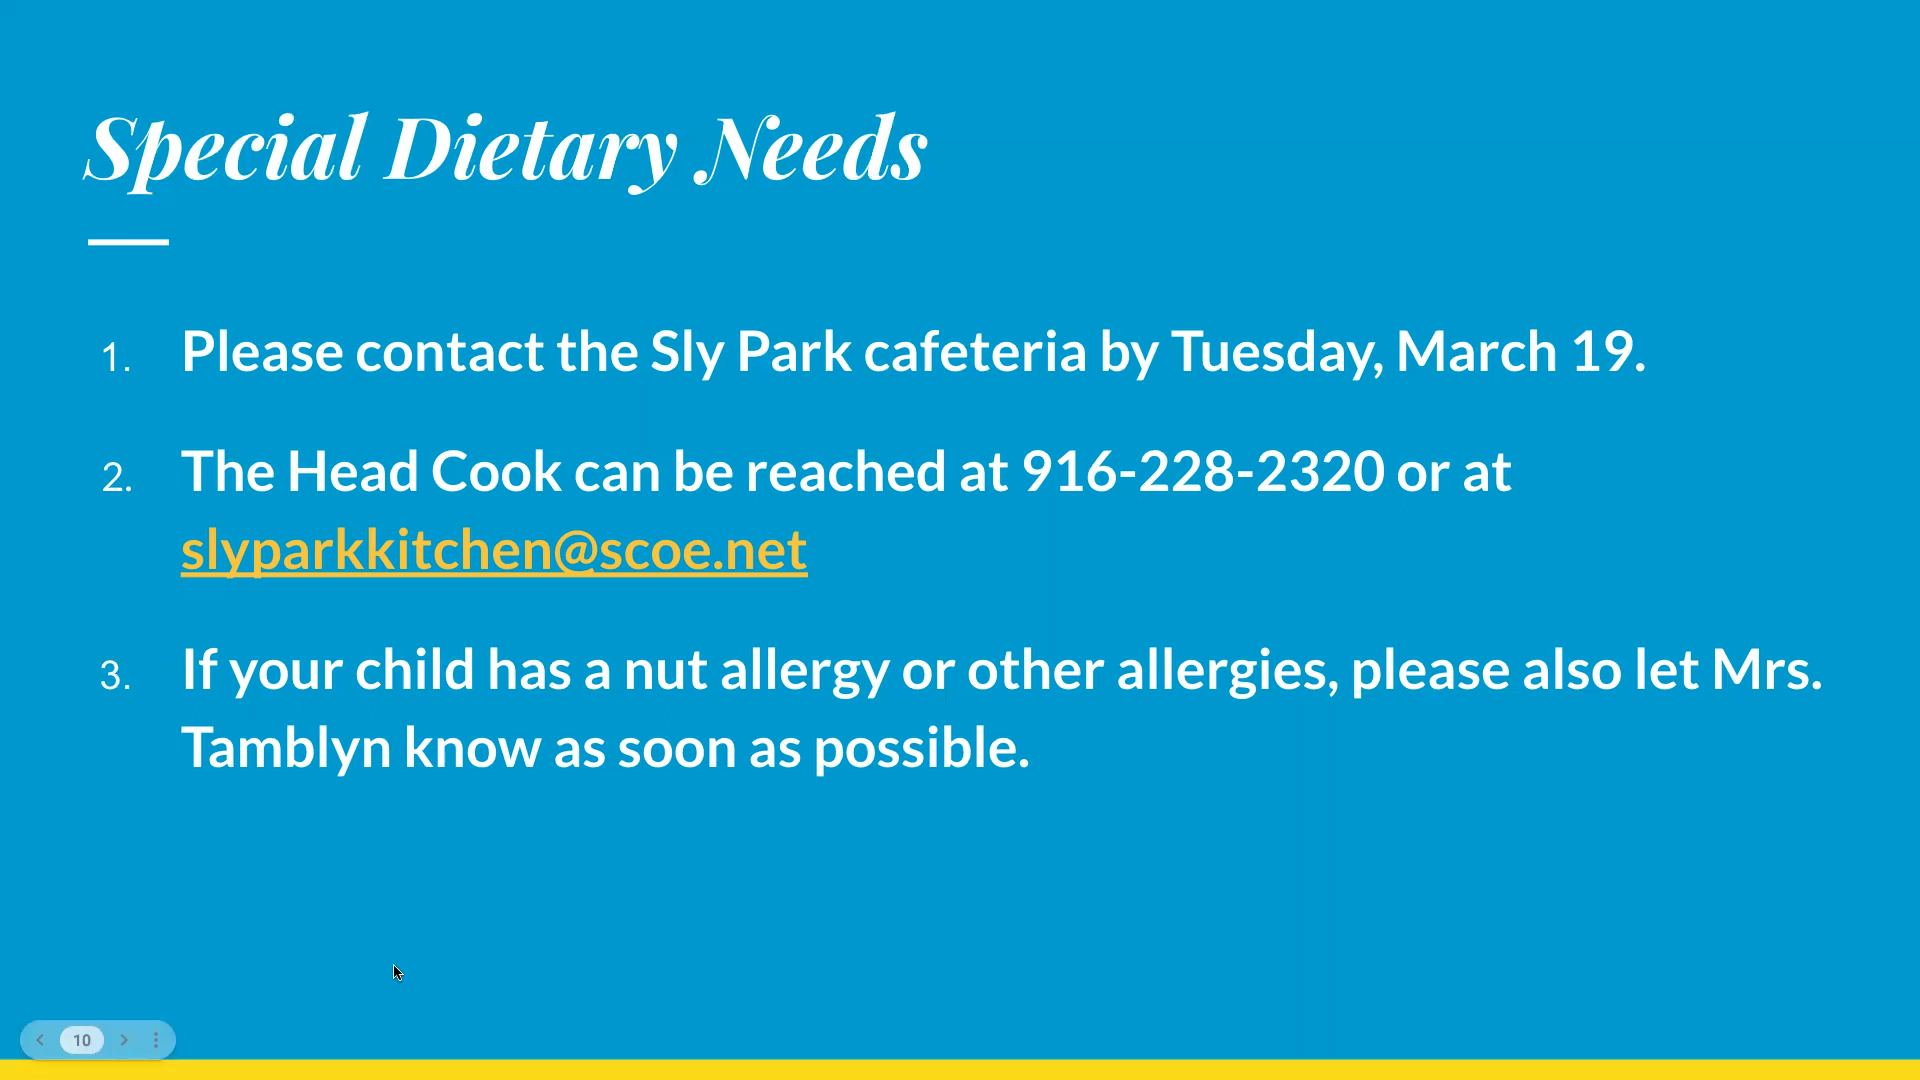 Special Dietary Needs
1. Please contact the Sly Park cafeteria by Tuesday, March 19.
2. The Head Cook can be reached at 916-228-2320 or at
slyparkkitchen@scoe.net
3. If your child has a nut allergy or other allergies, please also let Mrs.
Tamblyn know as soon as possible.
10